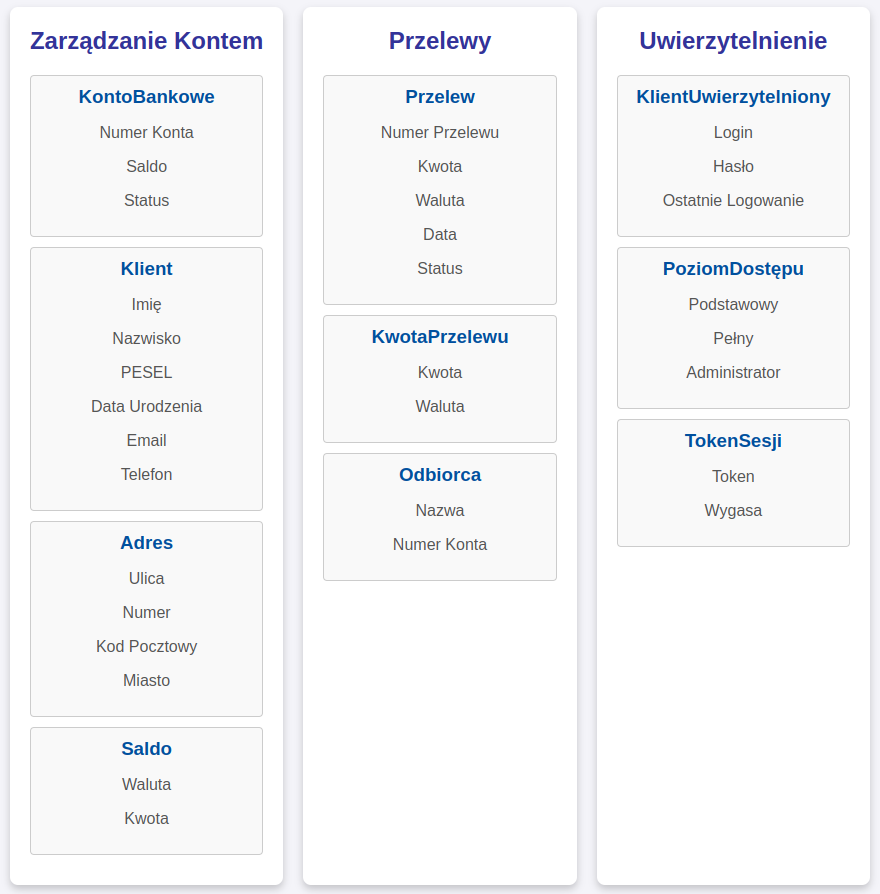 Zarządzanie Kontem
KontoBankowe
Numer Konta
Saldo
Status
Klient
Imię
Nazwisko
PESEL
Data Urodzenia
Email
Telefon
Adres
Ulica
Numer
Kod Pocztowy
Miasto
Saldo
Waluta
Kwota
Przelewy
Przelew
Numer Przelewu
Kwota
Waluta
Data
Status
KwotaPrzelewu
Kwota
Waluta
Odbiorca
Nazwa
Numer Konta
Uwierzytelnienie
KlientUwierzytelniony
Login
Hasło
Ostatnie Logowanie
PoziomDostępu
Podstawowy
Pełny
Administrator
TokenSesji
Token
Wygasa